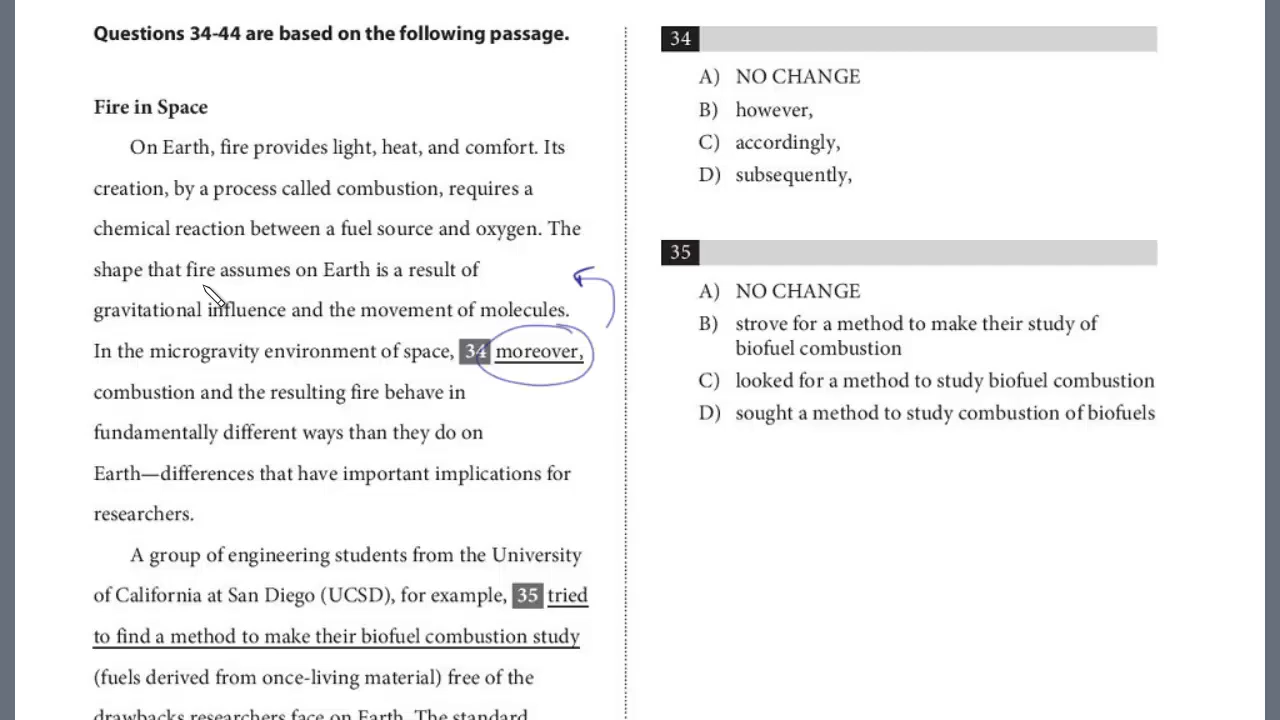 Questions 34-44 are based on the following passage.
Fire in Space
On Earth, fire provides light, heat, and comfort. Its
creation, by a process called combustion, requires a
chemical reaction between a fuel source and oxygen. The
shape that fire assumes on Earth is a result of
gravitational influence and the movement of molecules.
In the microgravity environment of space, 34 moreover,
combustion and the resulting fire behave in
fundamentally different ways than they do on
Earth—differences that have important implications for
researchers.
A group of engineering students from the University
of California at San Diego (UCSD), for example, 35 tried
to find a method to make their biofuel combustion study
(fuels derived from once-living material) free of the
drawbacks researchers face on Earth. The standard
34
A) NO CHANGE
B) however,
C) accordingly,
D) subsequently,
35
A) NO CHANGE
B) strove for a method to make their study of
biofuel combustion
C) looked for a method to study biofuel combustion
D) sought a method to study combustion of biofuels